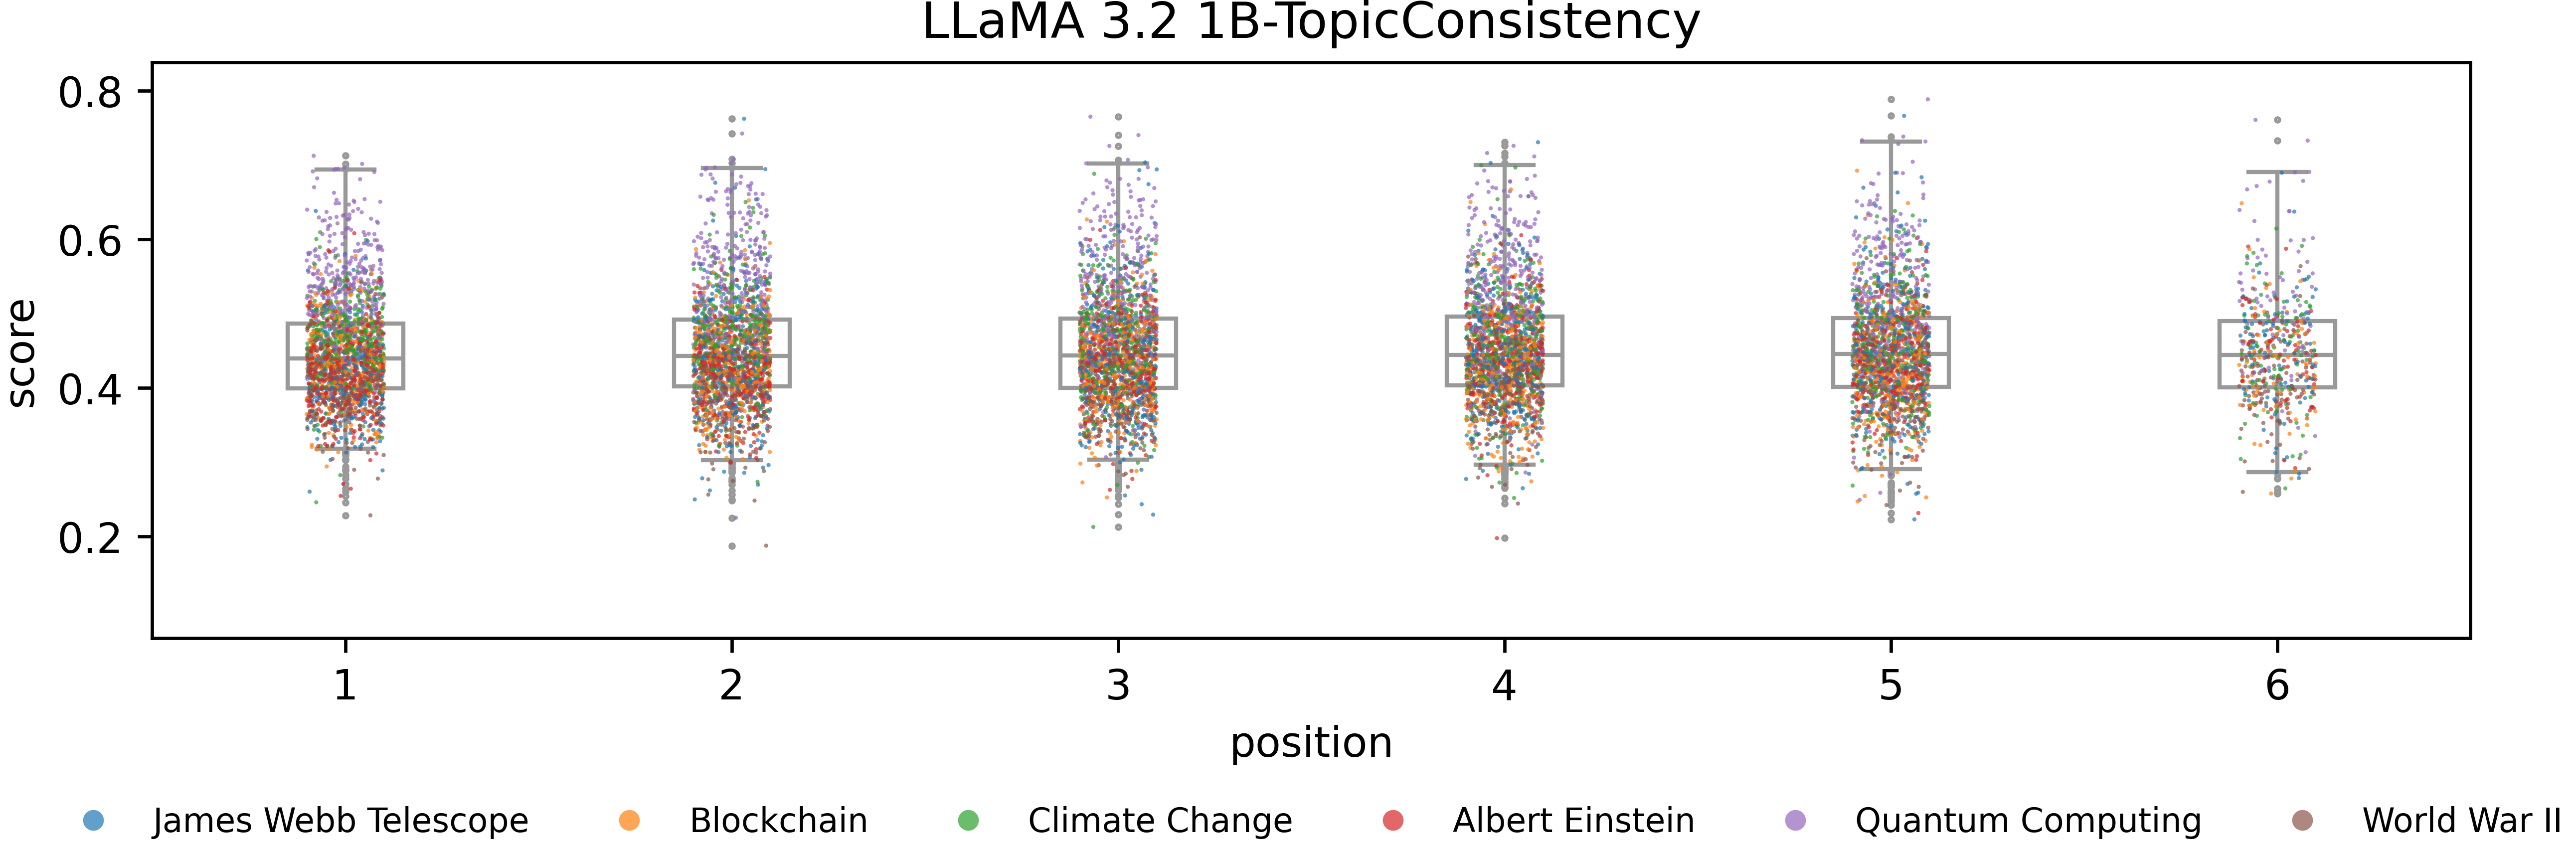 LLaMA 3.2 1B-TopicConsistency
score
0.8
0.6
0.4
0.2
1 2 3 4 5 6
position
James Webb Telescope Blockchain Climate Change Albert Einstein Quantum Computing World War II